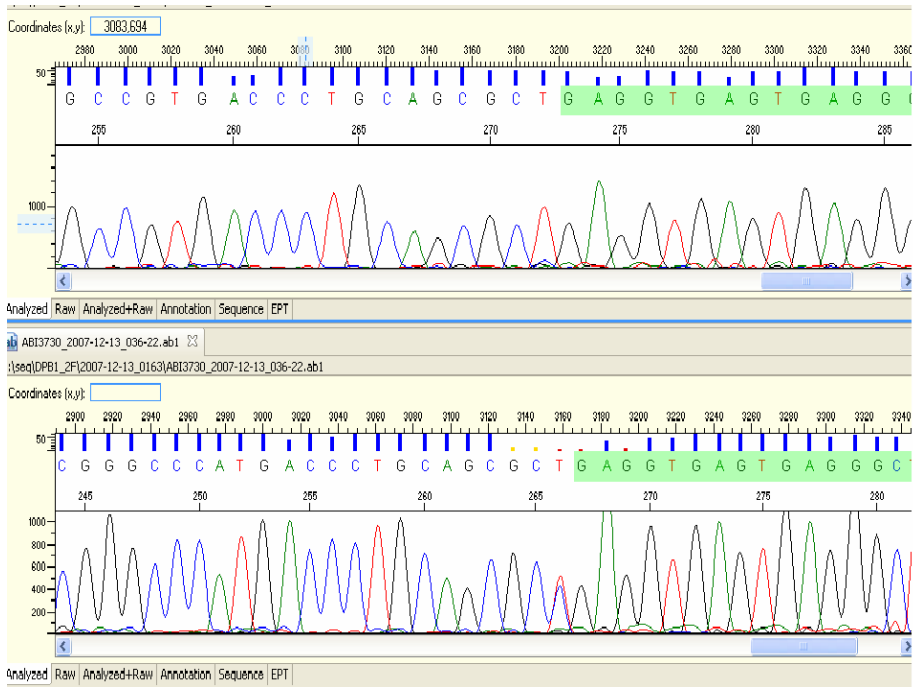 Coordinates (x,y): 3083,694
2980 3000 3020 3040 3060 3080 3100 3120 3140 3160 3180 3200 3220 3240 3260 3280 3300 3320 3340 3360
50
G C C G T G A C C C T G C A G C G C T G A G G T G A G T G A G G
255 260 265 270 275 280 285
1000
Analyzed Raw Analyzed+Raw Annotation Sequence EPT
ABI3730_2007-12-13_036-22.ab1
:\seq\DPB1_2F\2007-12-13_0163\ABI3730_2007-12-13_036-22.ab1
Coordinates (x,y):
2900 2920 2940 2960 2980 3000 3020 3040 3060 3080 3100 3120 3140 3160 3180 3200 3220 3240 3260 3280 3300 3320 3340
50
C G G G C C C A T G A C C C T G C A G C G C T G A G G T G A G T G A G G G C T
245 250 255 260 265 270 275 280
1000
800
600
400
200
Analyzed Raw Analyzed+Raw Annotation Sequence EPT